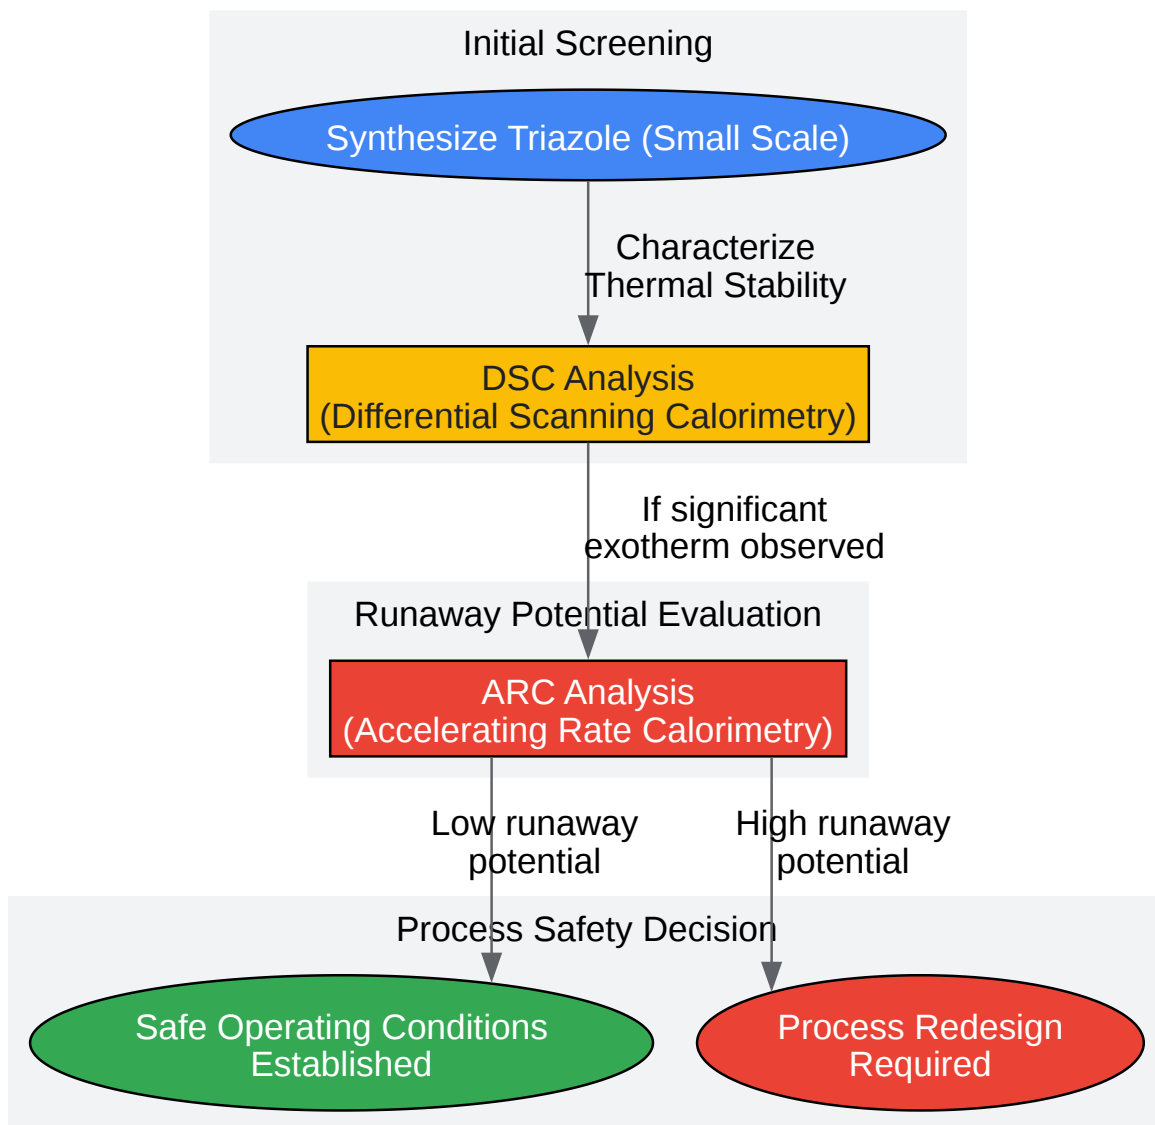 Initial Screening
Synthesize Triazole (Small Scale)
Characterize
Thermal Stability
DSC Analysis
(Differential Scanning Calorimetry)
If significant
exotherm observed
Runaway Potential Evaluation
ARC Analysis
(Accelerating Rate Calorimetry)
Low runaway
potential
High runaway
potential
Process Safety Decision
Safe Operating Conditions
Established
Process Redesign
Required